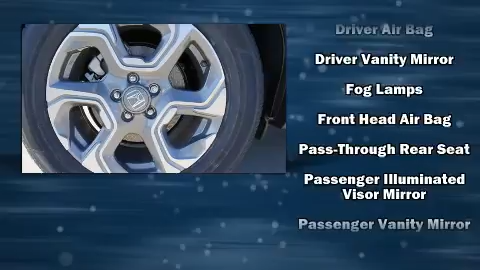 Driver Air Bag
Driver Vanity Mirror
Fog Lamps
Front Head Air Bag
Pass-Through Rear Seat
Passenger Illuminated
Visor Mirror
Passenger Vanity Mirror